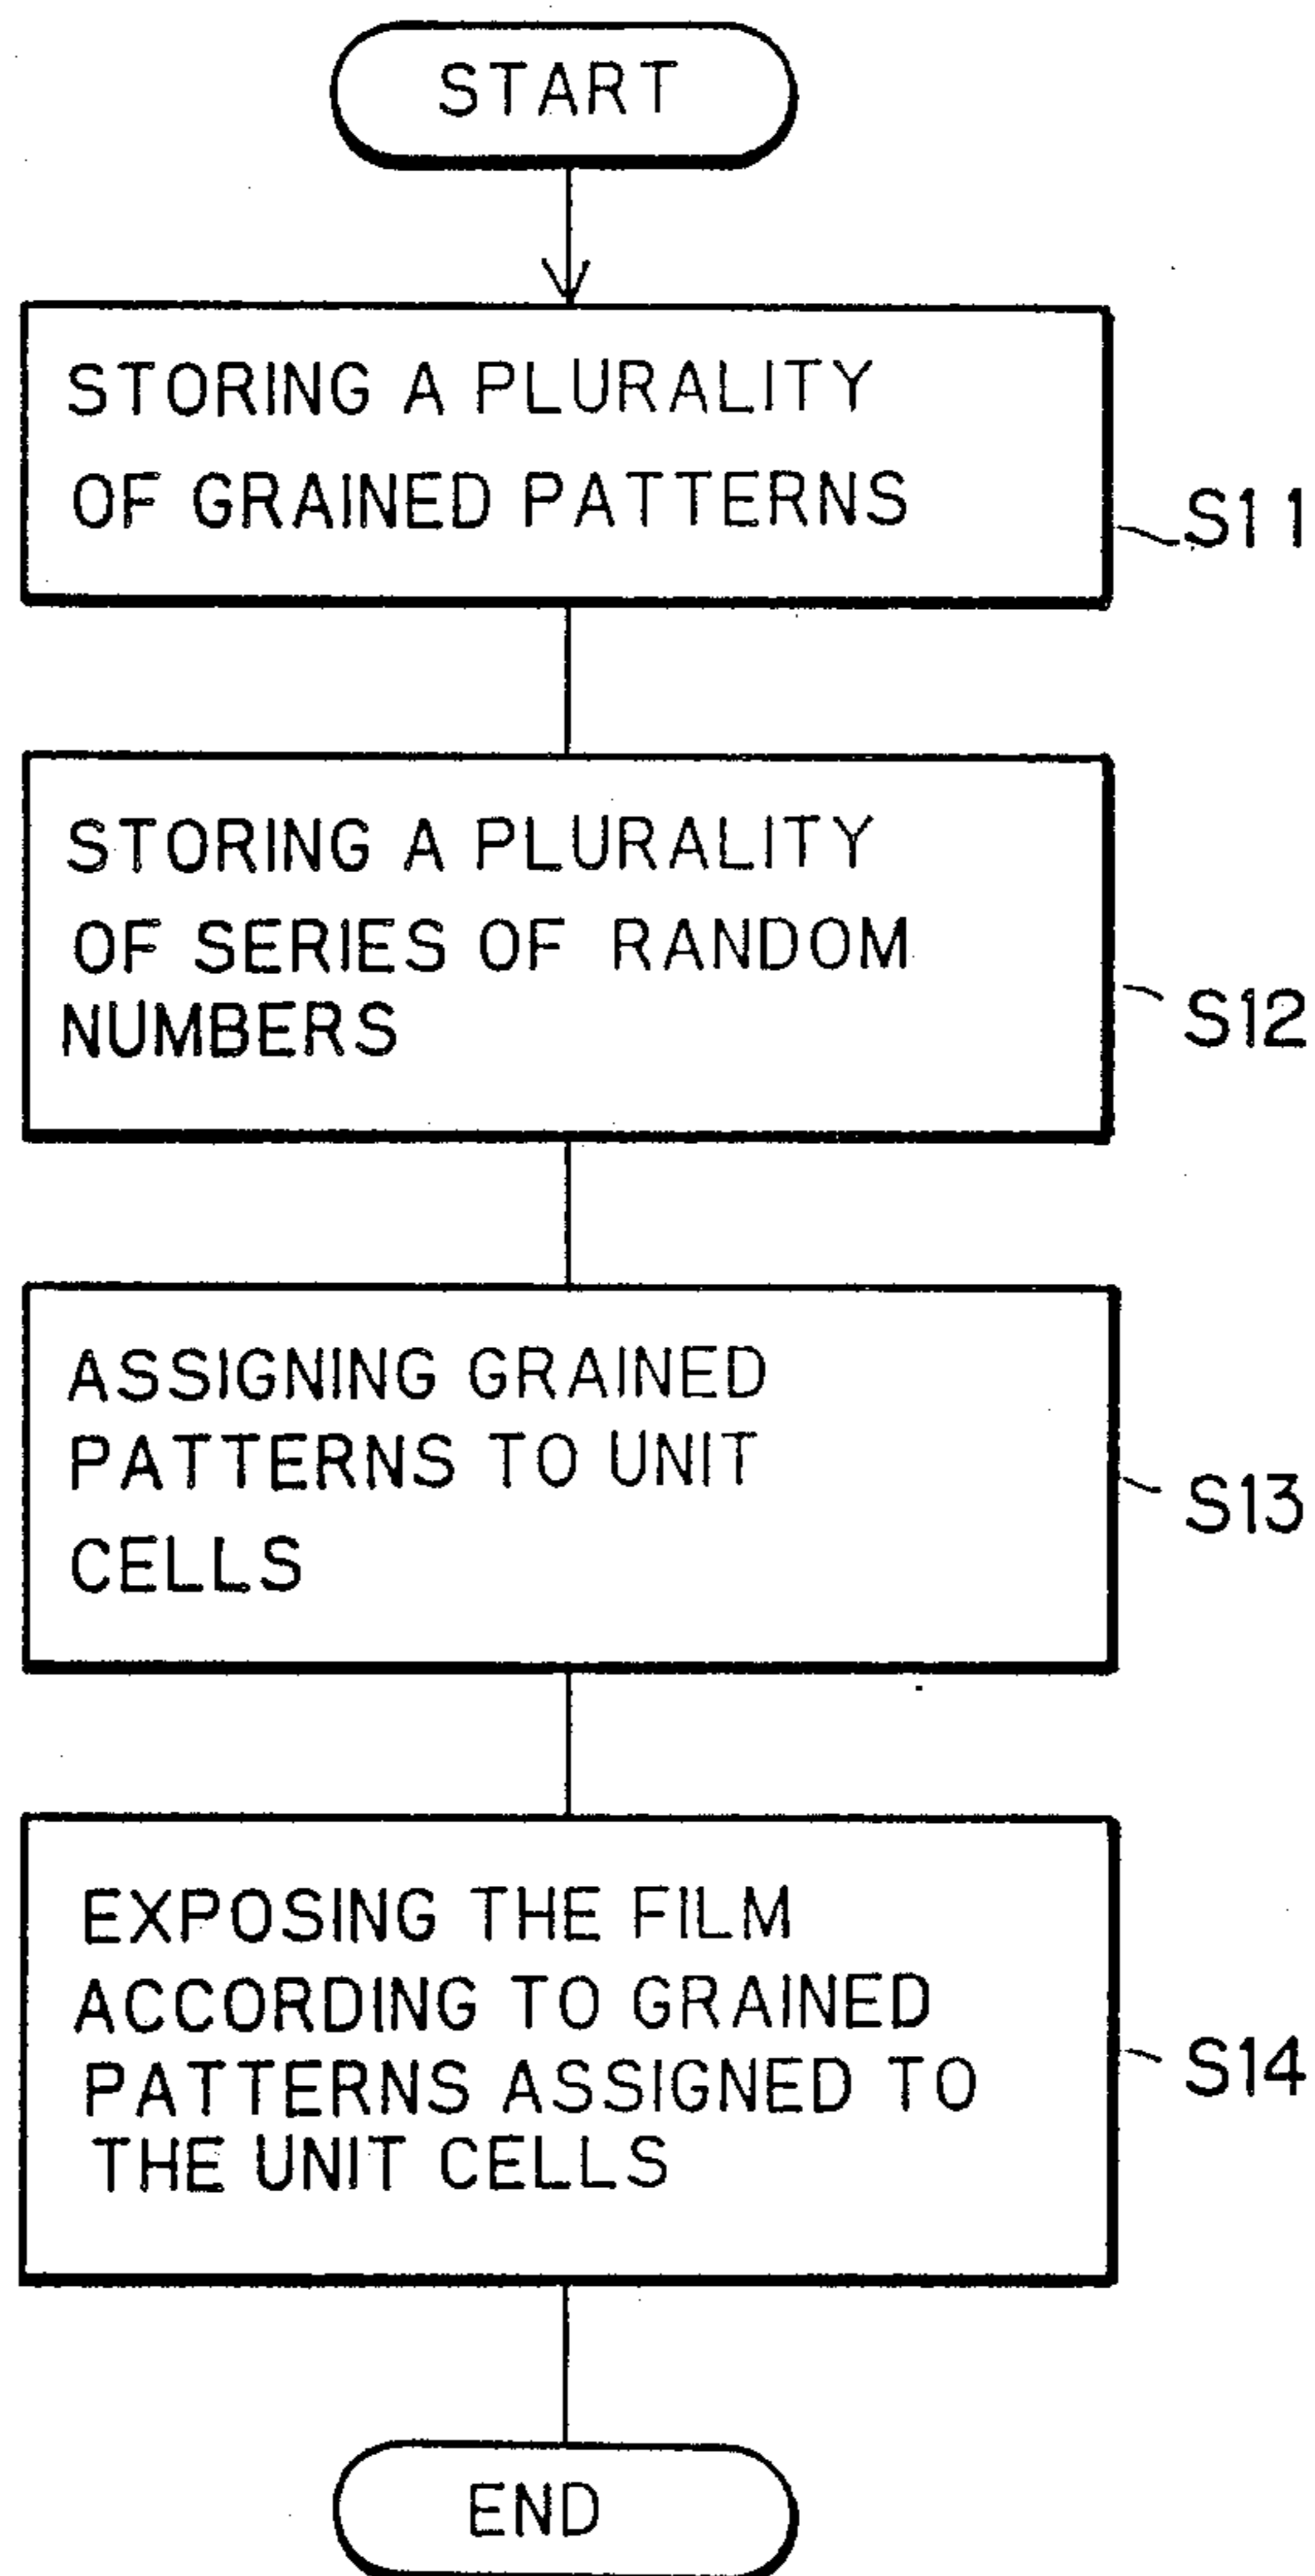 START
STORING A PLURALITY
OF GRAINED PATTERNS
S11
STORING A PLURALITY
OF SERIES OF RANDOM
NUMBERS
S12
ASSIGNING GRAINED
PATTERNS TO UNIT
CELLS
S13
EXPOSING THE FILM
ACCORDING TO GRAINED
PATTERNS ASSIGNED TO
THE UNIT CELLS
S14
END